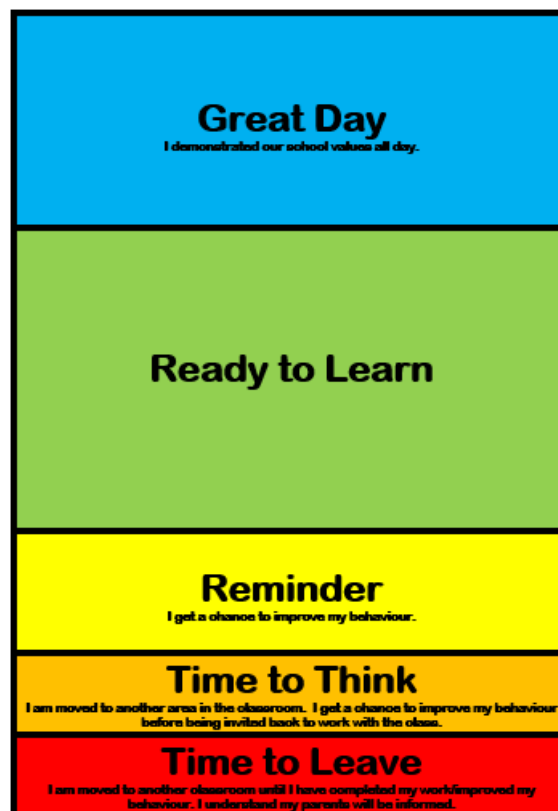 Great Day
I demonstrated our school values all day.
Ready to Learn
Reminder
I get a chance to improve my behaviour.
Time to Think
I am moved to another area in the classroom.  I get a chance to improve my behaviour
before being invited back to work with the class.
Time to Leave
I am moved to another classroom until I have completed my work/improved my
behaviour. I understand my parents will be informed.